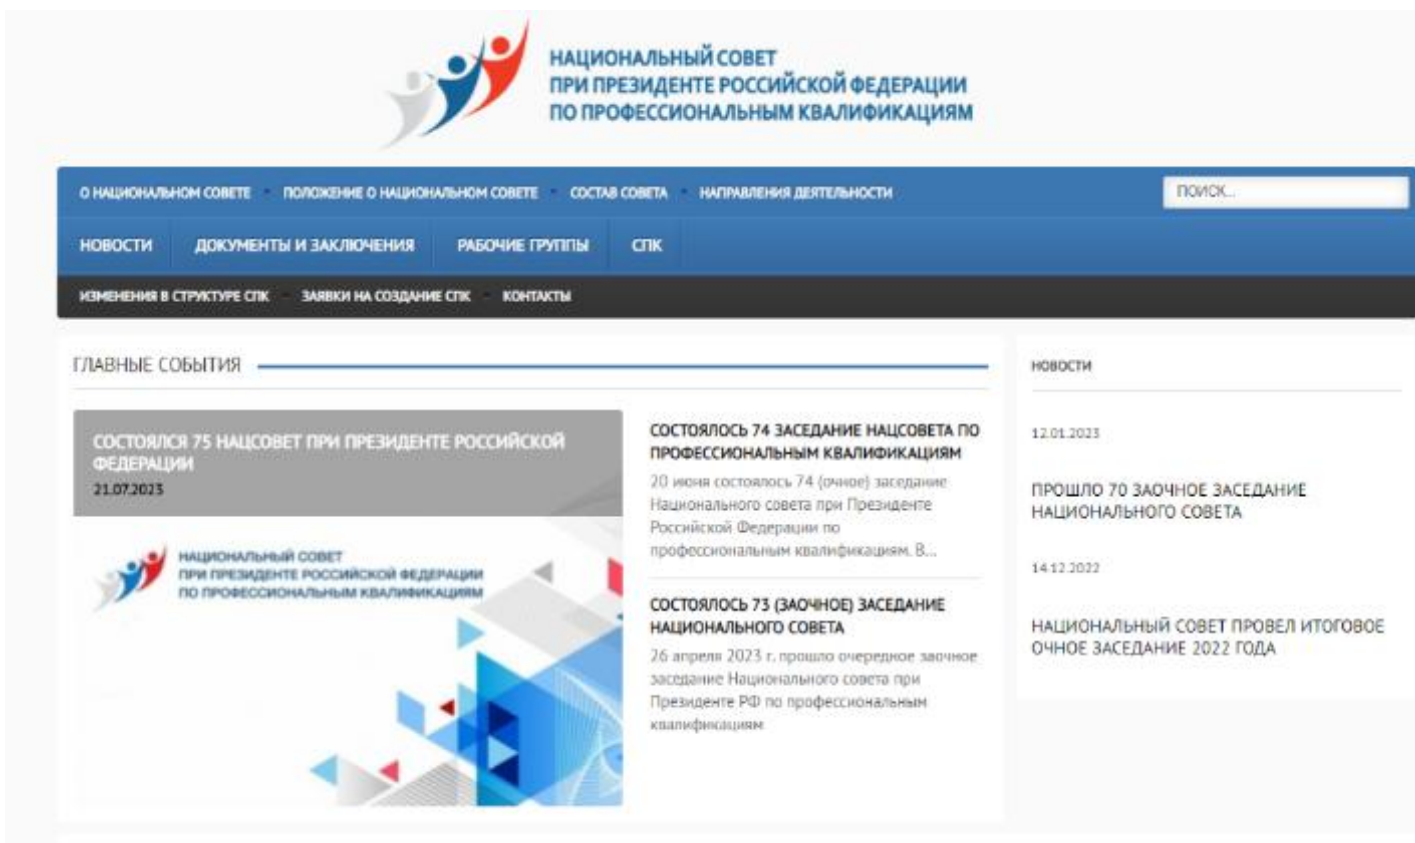 НАЦИОНАЛЬНЫЙ СОВЕТ
ПРИ ПРЕЗИДЕНТЕ РОССИЙСКОЙ ФЕДЕРАЦИИ
ПО ПРОФЕССИОНАЛЬНЫМ КВАЛИФИКАЦИЯМ
О НАЦИОНАЛЬНОМ СОВЕТЕ ПОЛОЖЕНИЕ О НАЦИОНАЛЬНОМ СОВЕТЕ СОСТАВ СОВЕТА НАПРАВЛЕНИЯ ДЕЯТЕЛЬНОСТИ ПОИСК...
НОВОСТИ ДОКУМЕНТЫ И ЗАКЛЮЧЕНИЯ РАБОЧИЕ ГРУППЫ СПК
ИЗМЕНЕНИЯ В СТРУКТУРЕ СПК ЗАЯВКИ НА СОЗДАНИЕ СПК КОНТАКТЫ
ГЛАВНЫЕ СОБЫТИЯ
СОСТОЯЛСЯ 75 НАЦСОВЕТ ПРИ ПРЕЗИДЕНТЕ РОССИЙСКОЙ
ФЕДЕРАЦИИ
21.07.2023
НАЦИОНАЛЬНЫЙ СОВЕТ
ПРИ ПРЕЗИДЕНТЕ РОССИЙСКОЙ ФЕДЕРАЦИИ
ПО ПРОФЕССИОНАЛЬНЫМ КВАЛИФИКАЦИЯМ
СОСТОЯЛОСЬ 74 ЗАСЕДАНИЕ НАЦСОВЕТА ПО
ПРОФЕССИОНАЛЬНЫМ КВАЛИФИКАЦИЯМ
20 июня состоялось 74 (очное) заседание
Национального совета при Президенте
Российской Федерации по
профессиональным квалификациям. В...
СОСТОЯЛОСЬ 73 (ЗАОЧНОЕ) ЗАСЕДАНИЕ
НАЦИОНАЛЬНОГО СОВЕТА
26 апреля 2023 г. прошло очередное заочное
заседание Национального совета при
Президенте РФ по профессиональным
квалификациям
НОВОСТИ
12.01.2023
ПРОШЛО 70 ЗАОЧНОЕ ЗАСЕДАНИЕ
НАЦИОНАЛЬНОГО СОВЕТА
14.12.2022
НАЦИОНАЛЬНЫЙ СОВЕТ ПРОВЕЛ ИТОГОВОЕ
ОЧНОЕ ЗАСЕДАНИЕ 2022 ГОДА